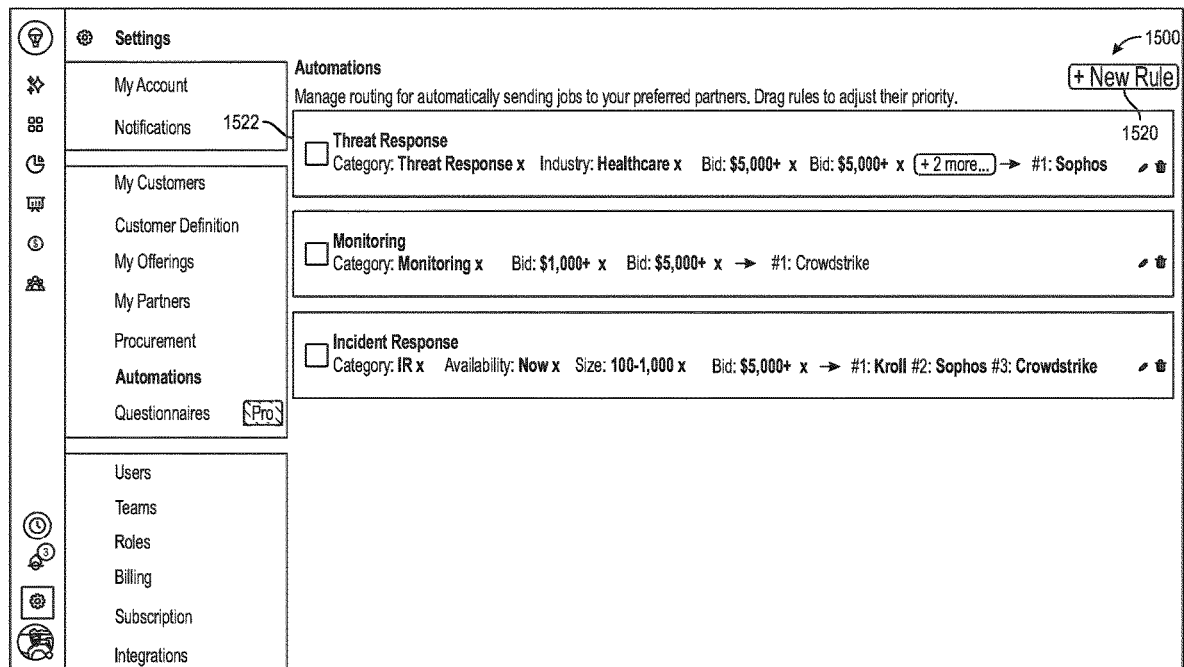 Settings
1500
My Account
Notifications
My Customers
Customer Definition
My Offerings
My Partners
Procurement
Automations
Questionnaires Pro
Users
Teams
Roles
Billing
Subscription
Integrations
3
Automations
+ New Rule
Manage routing for automatically sending jobs to your preferred partners. Drag rules to adjust their priority.
1520
1522
Threat Response
Category: Threat Response x Industry: Healthcare x Bid: $5,000+ x Bid: $5,000+ x + 2 more... → #1: Sophos
Monitoring
Category: Monitoring x Bid: $1,000+ x Bid: $5,000+ x → #1: Crowdstrike
Incident Response
Category: IR x Availability: Now x Size: 100-1,000 x Bid: $5,000+ x → #1: Kroll #2: Sophos #3: Crowdstrike